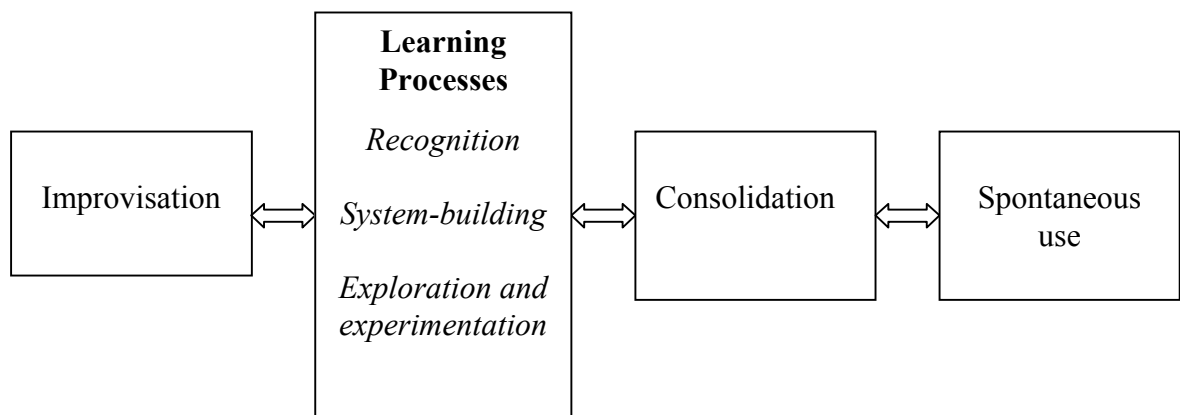 Improvisation
Learning
Processes
Recognition
System-building
Exploration and
experimentation
Consolidation
Spontaneous
use